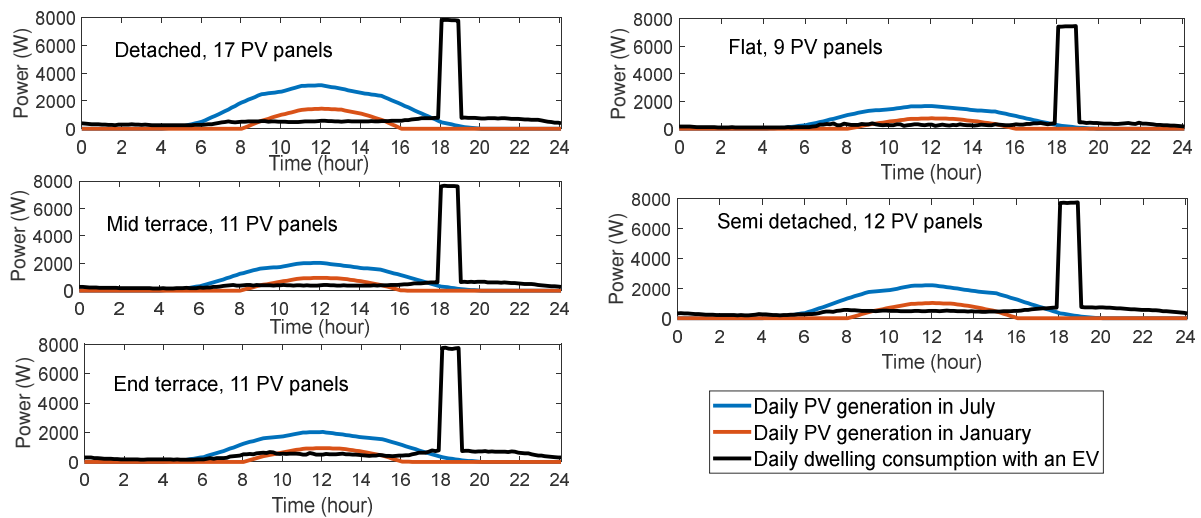 Power (W)
8000
6000
4000
2000
0
Detached, 17 PV panels
0 2 4 6 8 10 12 14 16 18 20 22 24
Time (hour)
Power (W)
8000
6000
4000
2000
0
Flat, 9 PV panels
0 2 4 6 8 10 12 14 16 18 20 22 24
Time (hour)
Power (W)
8000
6000
4000
2000
0
Mid terrace, 11 PV panels
0 2 4 6 8 10 12 14 16 18 20 22 24
Time (hour)
Power (W)
8000
6000
4000
2000
0
Semi detached, 12 PV panels
0 2 4 6 8 10 12 14 16 18 20 22 24
Time (hour)
Power (W)
8000
6000
4000
2000
0
End terrace, 11 PV panels
0 2 4 6 8 10 12 14 16 18 20 22 24
Time (hour)
Daily PV generation in July
Daily PV generation in January
Daily dwelling consumption with an EV